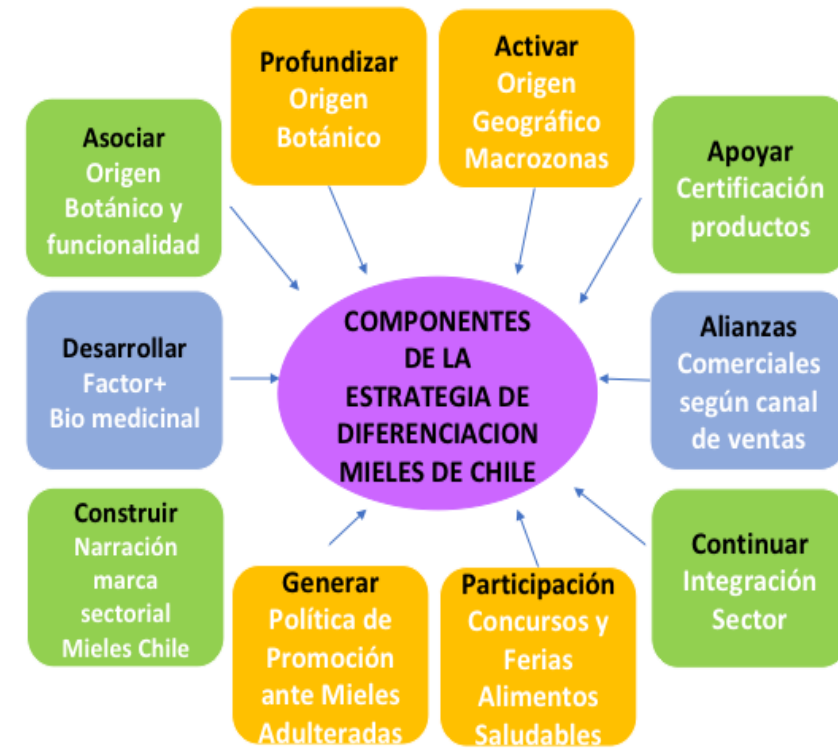 Profundizar
Origen
Botánico
Activar
Origen
Geográfico
Macrozonas
Asociar
Origen
Botánico y
funcionalidad
Apoyar
Certificación
productos
Desarrollar
Factor+
Bio medicinal
COMPONENTES
DE LA
ESTRATEGIA DE
DIFERENCIACION
MIELES DE CHILE
Alianzas
Comerciales
según canal
de ventas
Construir
Narración
marca
sectorial
Mieles Chile
Generar
Política de
Promoción
ante Mieles
Adulteradas
Participación
Concursos y
Ferias
Alimentos
Saludables
Continuar
Integración
Sector